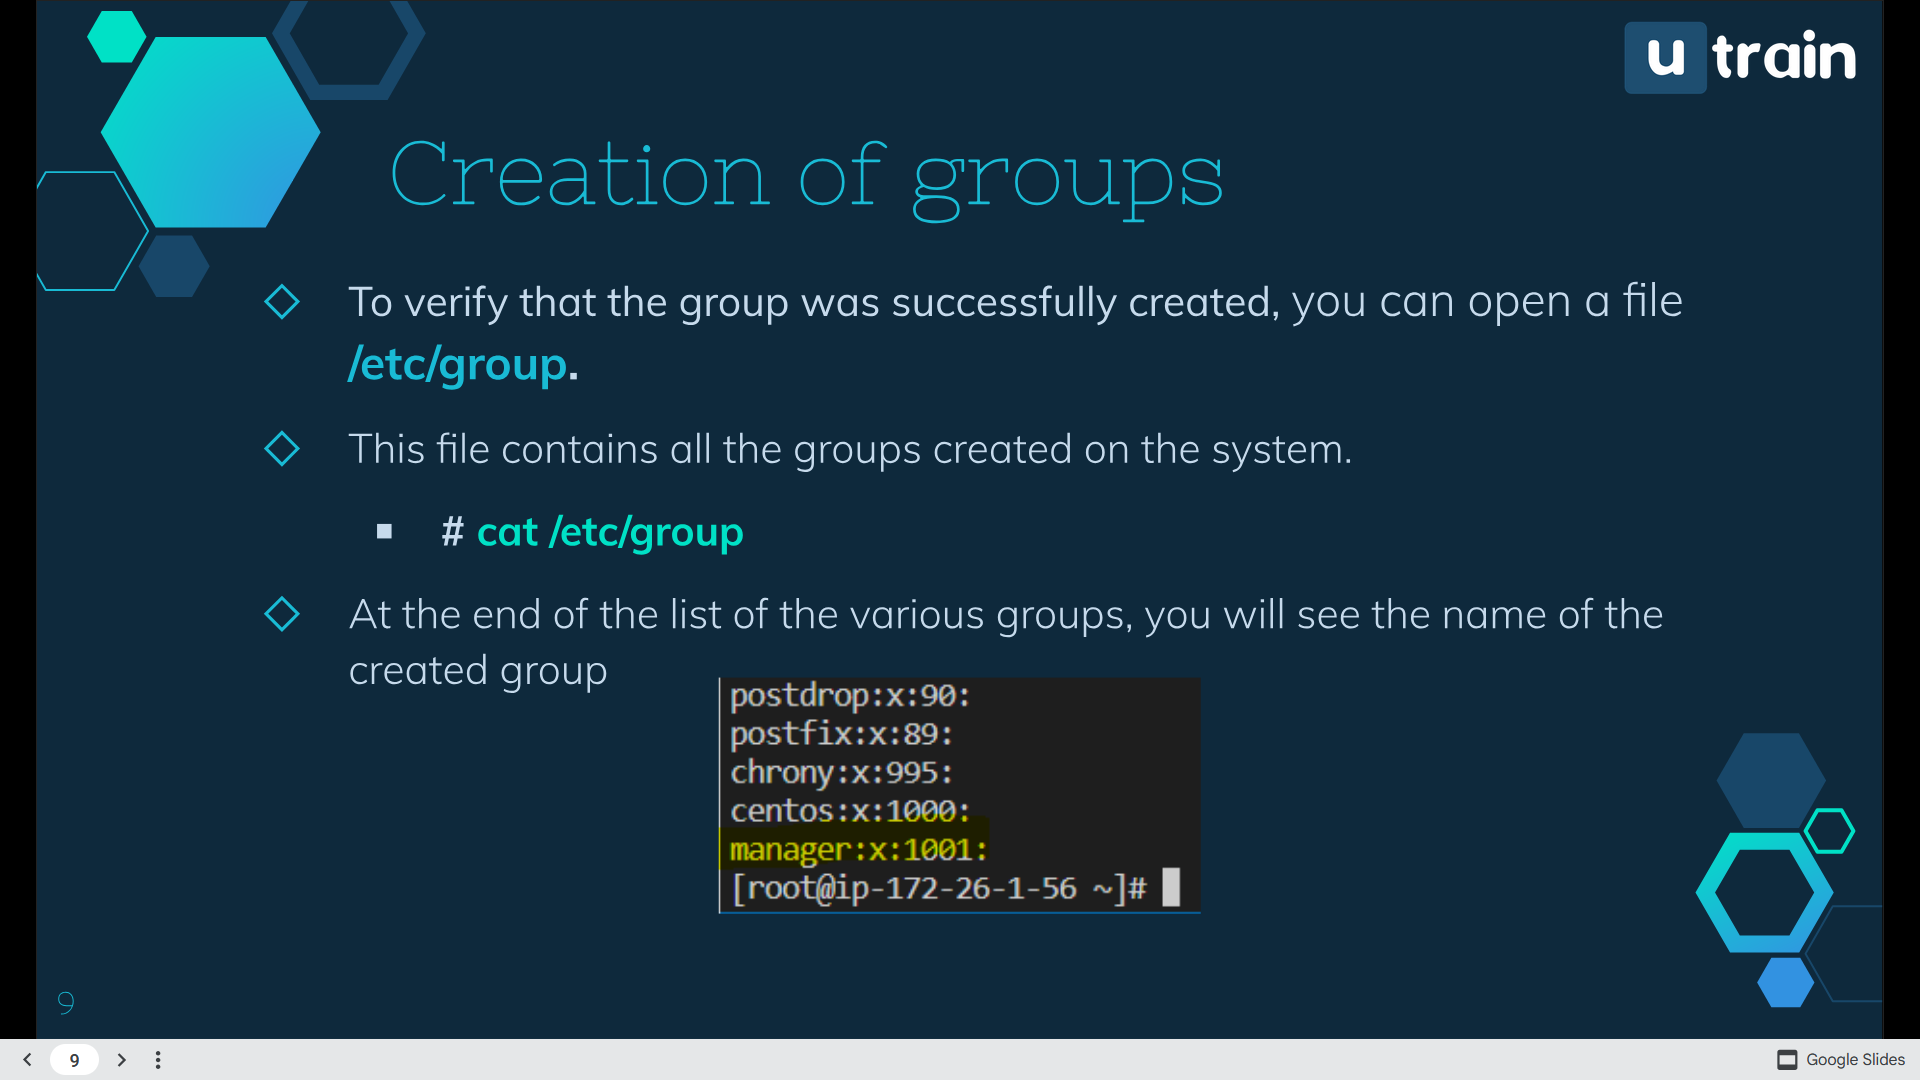 u train
Creation of groups
To verify that the group was successfully created, you can open a file
/etc/group.
This file contains all the groups created on the system.
# cat /etc/group
At the end of the list of the various groups, you will see the name of the
created group
postdrop:x:90:
postfix:x:89:
chrony:x:995:
centos:x:1000:
manager:x:1001:
[root@ip-172-26-1-56 ~]#
9
9
Google Slides